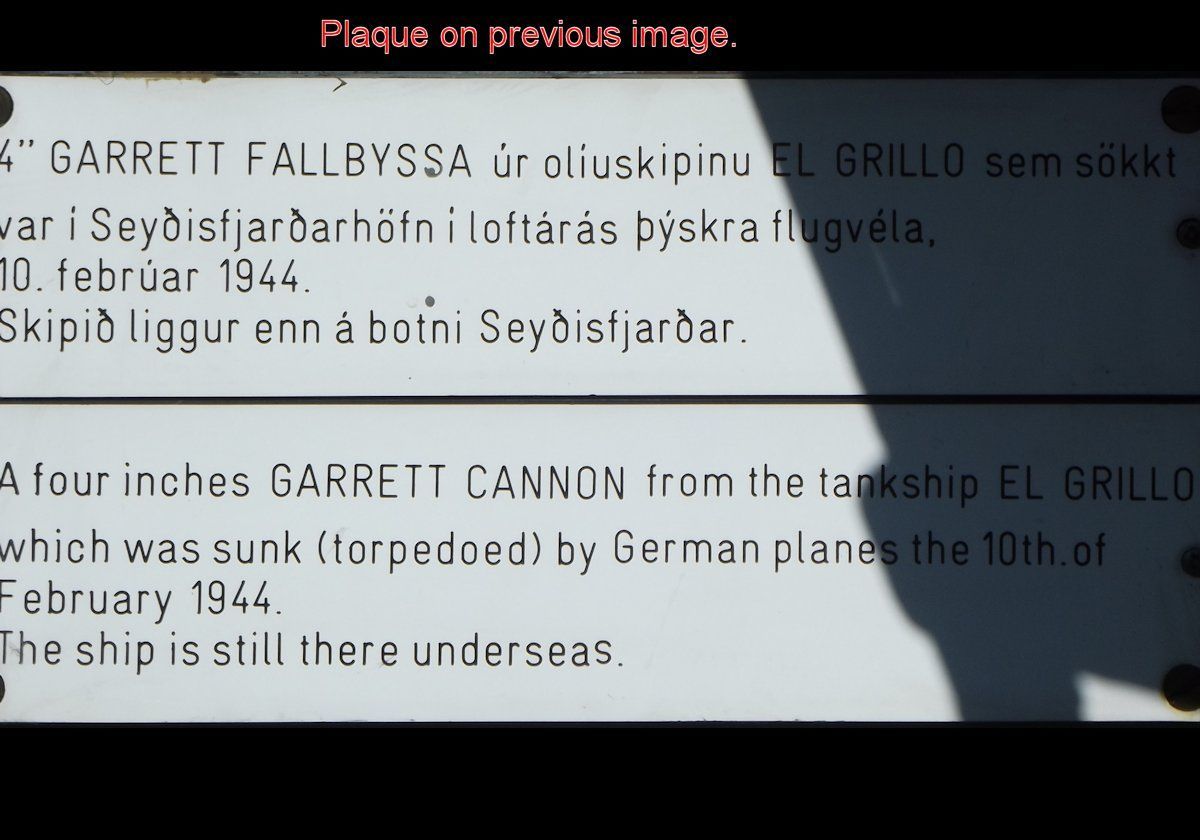 Plaque on previous image.
4" GARRETT FALLBYSSA úr olíuskipinu EL GRILLO sem sökkt
var í Seyðisfjarðarhöfn í loftárás þýskra flugvéla,
10. febrúar 1944.
Skipið liggur enn á botni Seyðisfjarðar.
A four inches GARRETT CANNON from the tankship EL GRILLO
which was sunk (torpedoed) by German planes the 10th. of
February 1944.
The ship is still there underseas.